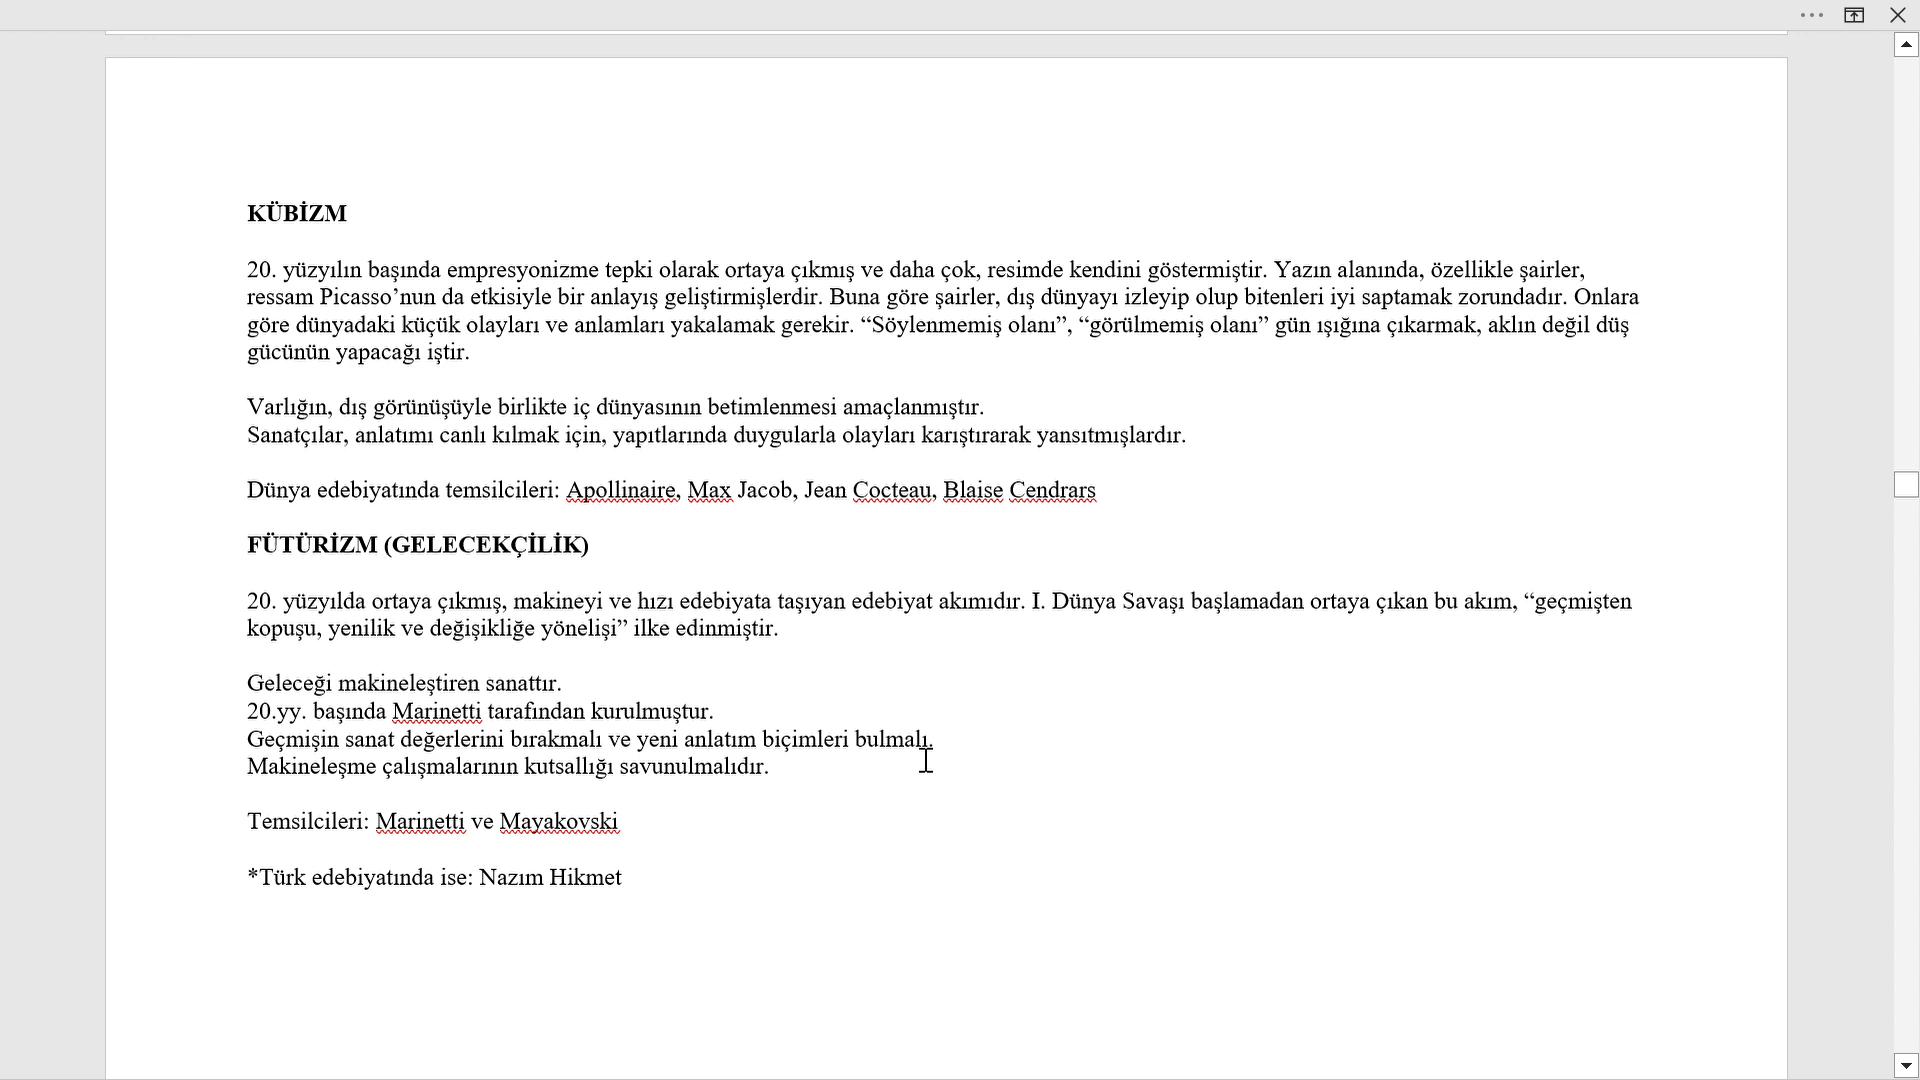 KÜBİZM
20. yüzyılın başında empresyonizme tepki olarak ortaya çıkmış ve daha çok, resimde kendini göstermiştir. Yazın alanında, özellikle şairler,
ressam Picasso’nun da etkisiyle bir anlayış geliştirmişlerdir. Buna göre şairler, dış dünyayı izleyip olup bitenleri iyi saptamak zorundadır. Onlara
göre dünyadaki küçük olayları ve anlamları yakalamak gerekir. “Söylenmemiş olanı”, “görülmemiş olanı” gün ışığına çıkarmak, aklın değil düş
gücünün yapacağı iştir.
Varlığın, dış görünüşüyle birlikte iç dünyasının betimlenmesi amaçlanmıştır.
Sanatçılar, anlatımı canlı kılmak için, yapıtlarında duygularla olayları karıştırarak yansıtmışlardır.
Dünya edebiyatında temsilcileri: Apollinaire, Max Jacob, Jean Cocteau, Blaise Cendrars
FÜTÜRİZM (GELECEKÇİLİK)
20. yüzyılda ortaya çıkmış, makineyi ve hızı edebiyata taşıyan edebiyat akımıdır. I. Dünya Savaşı başlamadan ortaya çıkan bu akım, “geçmişten
kopuşu, yenilik ve değişikliğe yönelişi” ilke edinmiştir.
Geleceği makineleştiren sanattır.
20.yy. başında Marinetti tarafından kurulmuştur.
Geçmişin sanat değerlerini bırakmalı ve yeni anlatım biçimleri bulmalı.
Makineleşme çalışmalarının kutsallığı savunulmalıdır.
Temsilcileri: Marinetti ve Mayakovski
*Türk edebiyatında ise: Nazım Hikmet